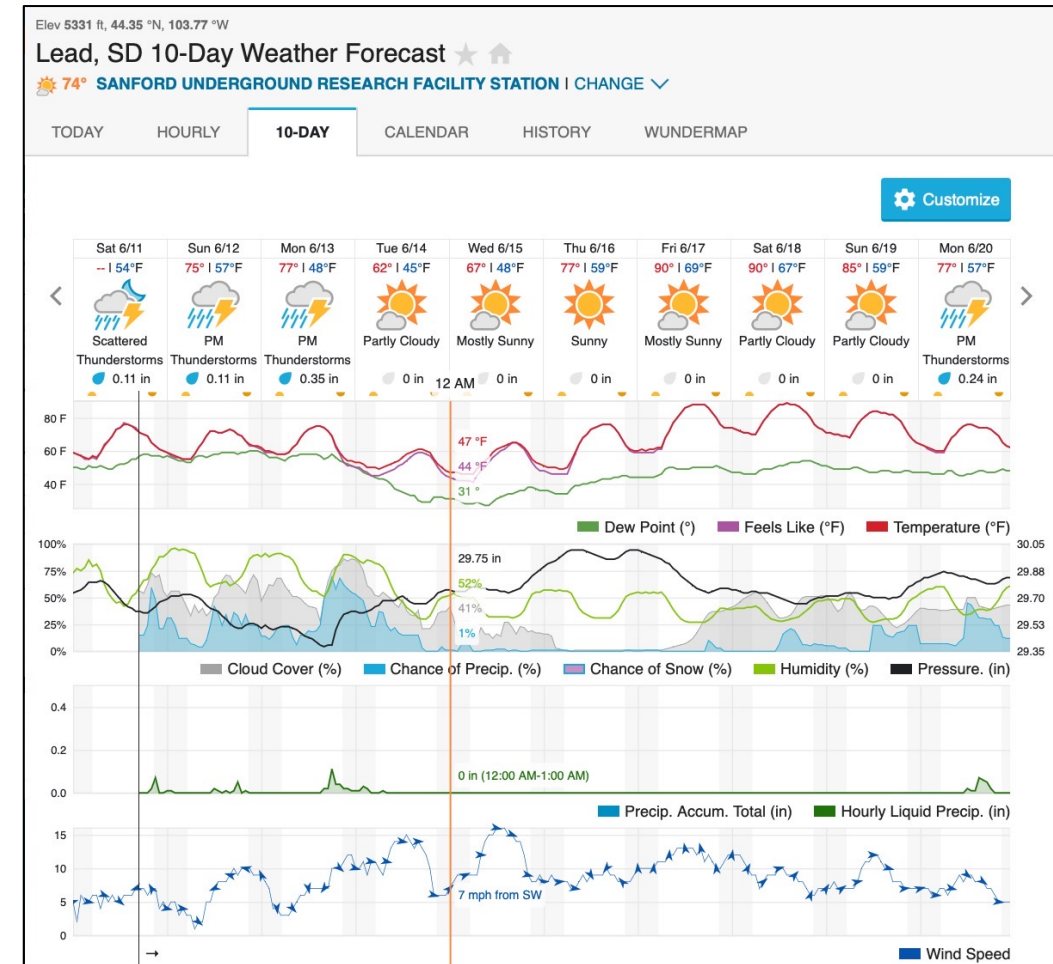 Elev 5331 ft, 44.35 °N, 103.77 °W
Lead, SD 10-Day Weather Forecast
74° SANFORD UNDERGROUND RESEARCH FACILITY STATION | CHANGE
TODAY HOURLY 10-DAY CALENDAR HISTORY WUNDERMAP
Customize
Sat 6/11 Sun 6/12 Mon 6/13 Tue 6/14 Wed 6/15 Thu 6/16 Fri 6/17 Sat 6/18 Sun 6/19 Mon 6/20
-- | 54°F 75° | 57°F 77° | 48°F 62° | 45°F 67° | 48°F 77° | 59°F 90° | 69°F 90° | 67°F 85° | 59°F 77° | 57°F
Scattered PM PM Partly Cloudy Mostly Sunny Sunny Mostly Sunny Partly Cloudy Partly Cloudy PM
Thunderstorms Thunderstorms Thunderstorms Thunderstorms
0.11 in 0.11 in 0.35 in 0 in 12 AM 0 in 0 in 0 in 0 in 0 in 0.24 in
80 F
60 F
40 F
47 °F
44 °F
31 °
Dew Point (°) Feels Like (°F) Temperature (°F)
100%
75%
50%
25%
0%
29.75 in
52%
41%
1%
30.05
29.88
29.70
29.53
29.35
Cloud Cover (%) Chance of Precip. (%) Chance of Snow (%) Humidity (%) Pressure. (in)
0.4
0.2
0.0
0 in (12:00 AM-1:00 AM)
Precip. Accum. Total (in) Hourly Liquid Precip. (in)
15
10
5
0
7 mph from SW
Wind Speed